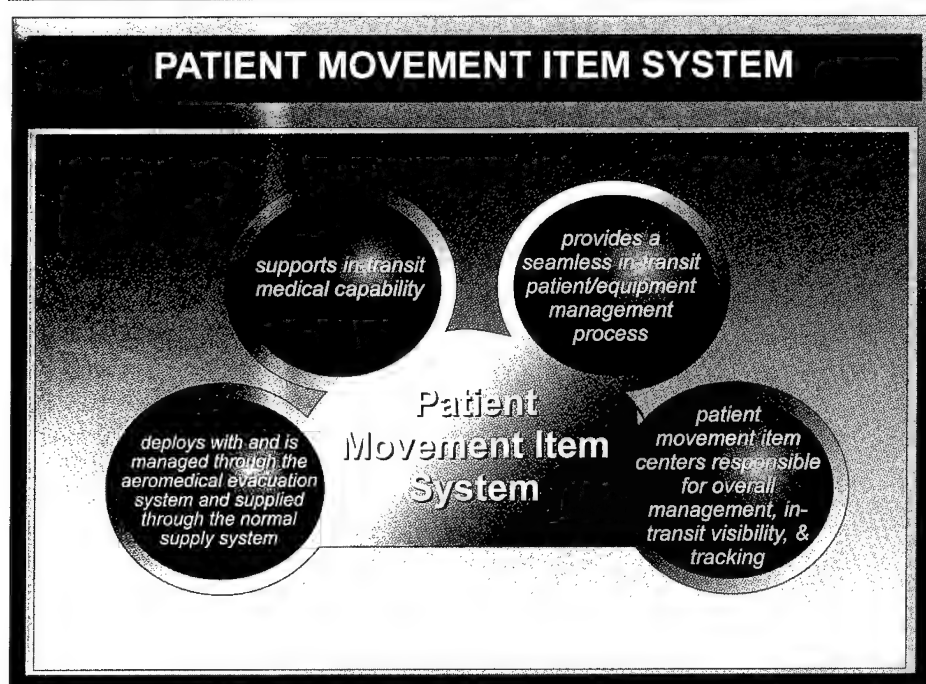 PATIENT MOVEMENT ITEM SYSTEM
supports in-transit
medical capability
provides a
seamless in-transit
patient/equipment
management
process
deploys with and is
managed through the
aeromedical evacuation
system and supplied
through the normal
supply system
Patient
Movement Item
System
patient
movement item
centers responsible
for overall
management, in-
transit visibility, &
tracking